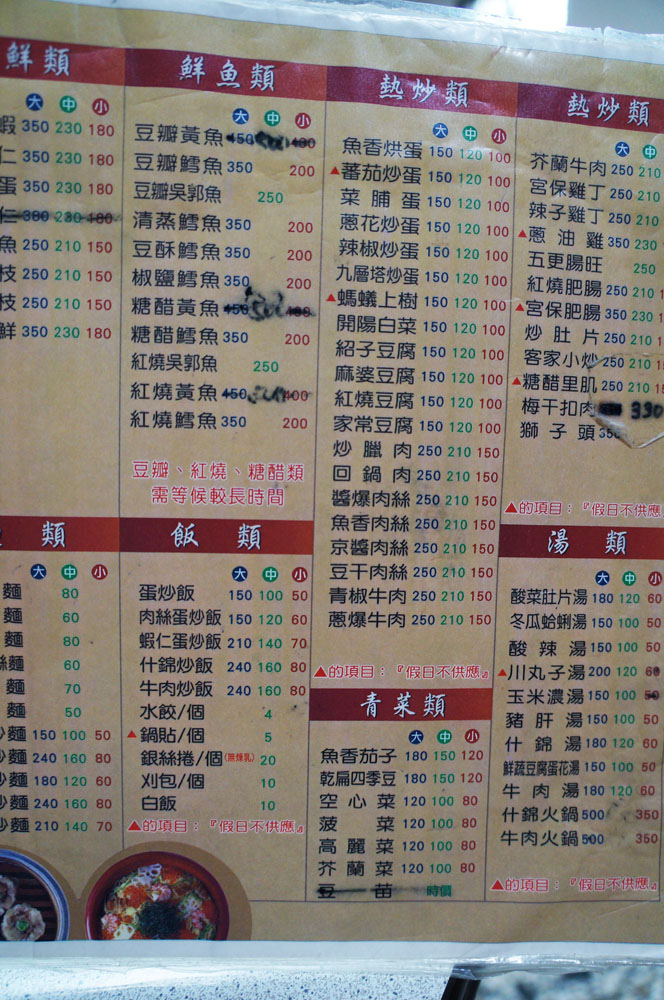 鮮類
大 中 小
蝦 350 230 180
仁 350 230 180
蛋 350 230 180
仁 380 230 180
魚 250 210 150
枝 250 210 150
枝 250 210 150
鮮 350 230 180
鮮魚類
大 中 小
豆瓣黃魚 450
豆瓣鱈魚 350 200
豆瓣吳郭魚 250
清蒸鱈魚 350 200
豆酥鱈魚 350 200
椒鹽鱈魚 350 200
糖醋黃魚 450
糖醋鱈魚 350 200
紅燒吳郭魚 250
紅燒黃魚 450 400
紅燒鱈魚 350 200
豆瓣、紅燒、糖醋類
需等候較長時間
熱炒類
大 中 小
魚香烘蛋 150 120 100
▲蕃茄炒蛋 150 120 100
菜脯蛋 150 120 100
蔥花炒蛋 150 120 100
辣椒炒蛋 150 120 100
九層塔炒蛋 150 120 100
▲螞蟻上樹 150 120 100
開陽白菜 150 120 100
紹子豆腐 150 120 100
麻婆豆腐 150 120 100
紅燒豆腐 150 120 100
家常豆腐 150 120 100
炒臘肉 250 210 150
回鍋肉 250 210 150
醬爆肉絲 250 210 150
魚香肉絲 250 210 150
京醬肉絲 250 210 150
豆干肉絲 250 210 150
青椒牛肉 250 210 150
蔥爆牛肉 250 210 150
▲的項目：『假日不供應』
熱炒類
大 中
芥蘭牛肉 250 210
宮保雞丁 250 210
辣子雞丁 250 210
▲蔥油雞 350 230
五更腸旺 250
紅燒肥腸 250 210
▲宮保肥腸 350 230
炒肚片 250 210
客家小炒 250 210
▲糖醋里肌 250 210
梅干扣肉 330
獅子頭 350
▲的項目：『假日不供應
類
大 中 小
麵 80
麵 60
麵 80
絲麵 60
麵 70
麵 50
炒麵 150 100 50
炒麵 240 160 80
炒麵 180 120 60
炒麵 240 160 80
炒麵 210 140 70
飯類
大 中 小
蛋炒飯 150 100 50
肉絲蛋炒飯 150 120 60
蝦仁蛋炒飯 210 140 70
什錦炒飯 240 160 80
牛肉炒飯 240 160 80
水餃/個 4
▲鍋貼/個 5
銀絲捲/個(無煉乳) 20
刈包/個 10
白飯 10
▲的項目：『假日不供應』
青菜類
大 中 小
魚香茄子 180 150 120
乾扁四季豆 180 150 120
空心菜 120 100 80
菠菜 120 100 80
高麗菜 120 100 80
芥蘭菜 120 100 80
豆苗 時價
湯類
大 中 小
酸菜肚片湯 180 120 60
冬瓜蛤蜊湯 150 100 50
酸辣湯 150 100 50
▲川丸子湯 200 120 60
玉米濃湯 150 100 50
豬肝湯 150 100 50
什錦湯 180 120 60
鮮蔬豆腐蛋花湯 150 100 50
牛肉湯 180 120 60
什錦火鍋 500 350
牛肉火鍋 500 350
▲的項目：『假日不供應』